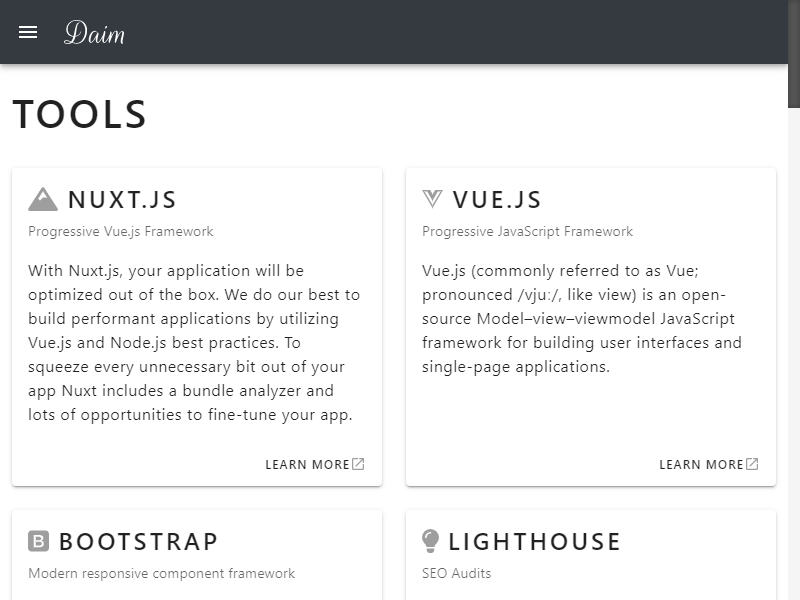 Daim
TOOLS
NUXT.JS
Progressive Vue.js Framework
With Nuxt.js, your application will be
optimized out of the box. We do our best to
build performant applications by utilizing
Vue.js and Node.js best practices. To
squeeze every unnecessary bit out of your
app Nuxt includes a bundle analyzer and
lots of opportunities to fine-tune your app.
LEARN MORE
VUE.JS
Progressive JavaScript Framework
Vue.js (commonly referred to as Vue;
pronounced /vjuː/, like view) is an open-
source Model–view–viewmodel JavaScript
framework for building user interfaces and
single-page applications.
LEARN MORE
B BOOTSTRAP
Modern responsive component framework
LIGHTHOUSE
SEO Audits